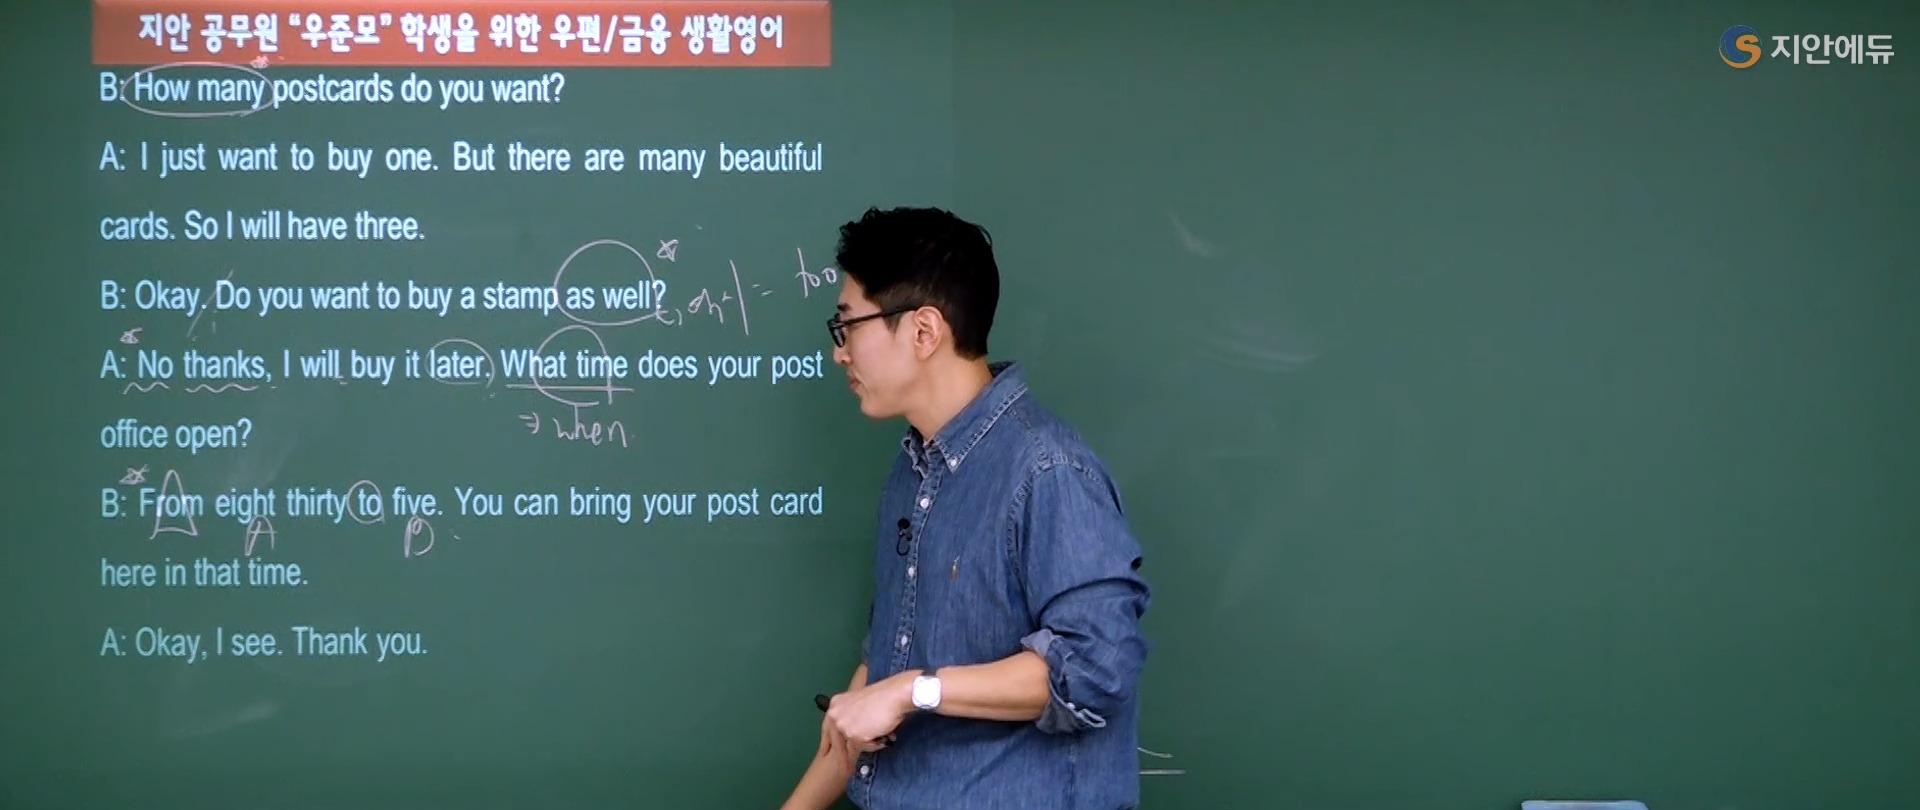 지안 공무원 “우준모” 학생을 위한 우편/금융 생활영어
지안에듀
B: How many postcards do you want?
A: I just want to buy one. But there are many beautiful
cards. So I will have three.
B: Okay. Do you want to buy a stamp as well?
= too
A: No thanks, I will buy it later. What time does your post
⇒ when
office open?
B: From eight thirty to five. You can bring your post card
A B
here in that time.
A: Okay, I see. Thank you.